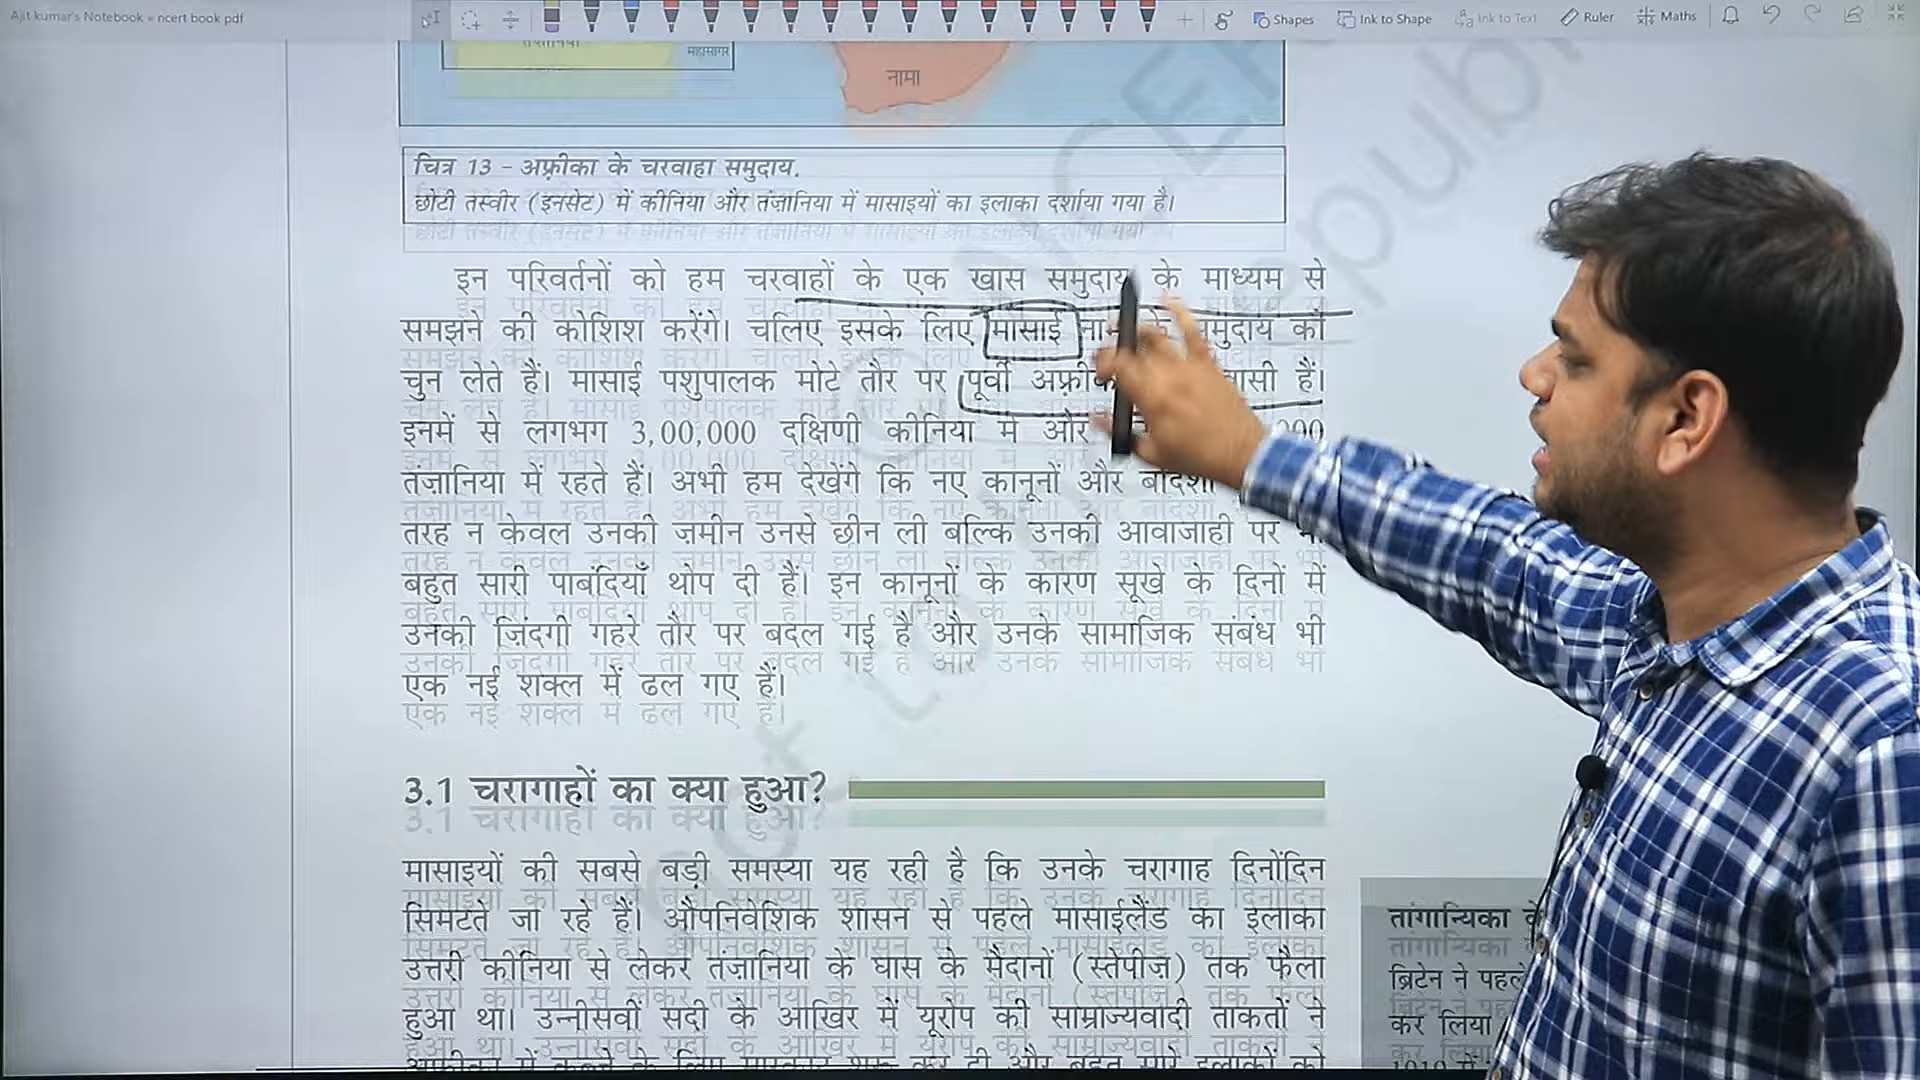 Ajit kumar's Notebook » ncert book pdf
Shapes
Ink to Shape
Ink to Text
Ruler
Maths
महासागर
नामा
चित्र 13 – अफ़्रीका के चरवाहा समुदाय.
छोटी तस्वीर (इनसेट) में कीनिया और तंज़ानिया में मासाइयों का इलाका दर्शाया गया है।
इन परिवर्तनों को हम चरवाहों के एक खास समुदाय के माध्यम से
समझने की कोशिश करेंगे। चलिए इसके लिए मासाई समुदाय को
चुन लेते हैं। मासाई पशुपालक मोटे तौर पर पूर्वी हैं।
इनमें से लगभग 3,00,000 दक्षिणी कीनिया में और
तंज़ानिया में रहते हैं। अभी हम देखेंगे कि नए कानूनों और
तरह न केवल उनकी ज़मीन उनसे छीन ली बल्कि उनकी आवाजाही पर
बहुत सारी पाबंदियाँ थोप दी हैं। इन कानूनों के कारण सूखे के दिनों में
उनकी ज़िंदगी गहरे तौर पर बदल गई है और उनके सामाजिक संबंध भी
एक नई शक्ल में ढल गए हैं।
3.1 चरागाहों का क्या हुआ?
मासाइयों की सबसे बड़ी समस्या यह रही है कि उनके चरागाह दिनोंदिन
सिमटते जा रहे हैं। औपनिवेशिक शासन से पहले मासाईलैंड का इलाका
उत्तरी कीनिया से लेकर तंज़ानिया के घास के मैदानों (स्तेपीज़) तक फैला
हुआ था। उन्नीसवीं सदी के आखिर में यूरोप की साम्राज्यवादी ताकतों ने
तांगान्यिका
ब्रिटेन ने पहले
कर लिया